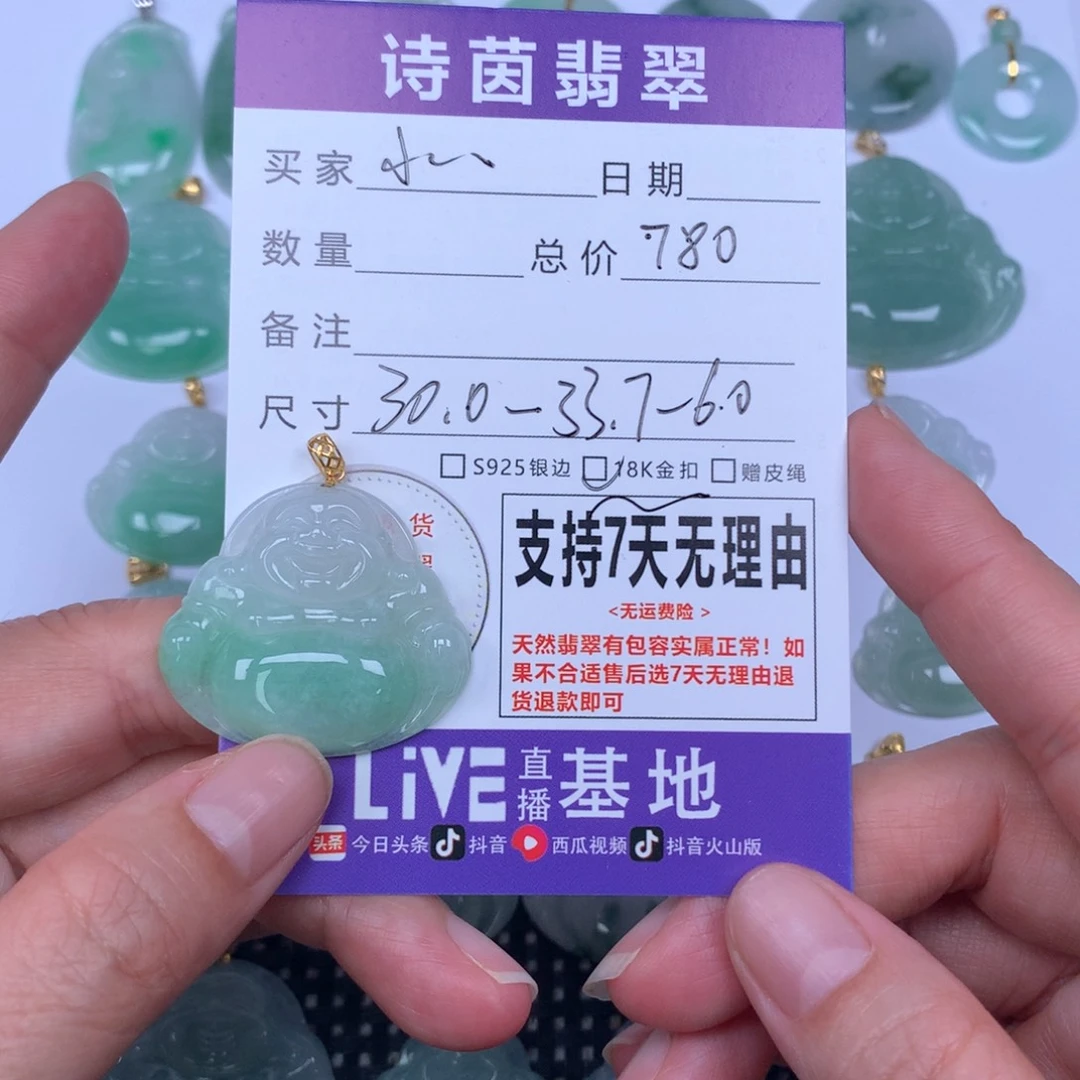 诗茵翡翠
买家 日期
数量 总价 780
备注
尺寸 30.0-33.7-6.0
S925银边 18K金扣 赠皮绳
货
支持7天无理由
<无运费险>
天然翡翠有包容实属正常！如
果不合适售后选7天无理由退
货退款即可
LiVE直播基地
头条 今日头条 抖音 西瓜视频 抖音火山版